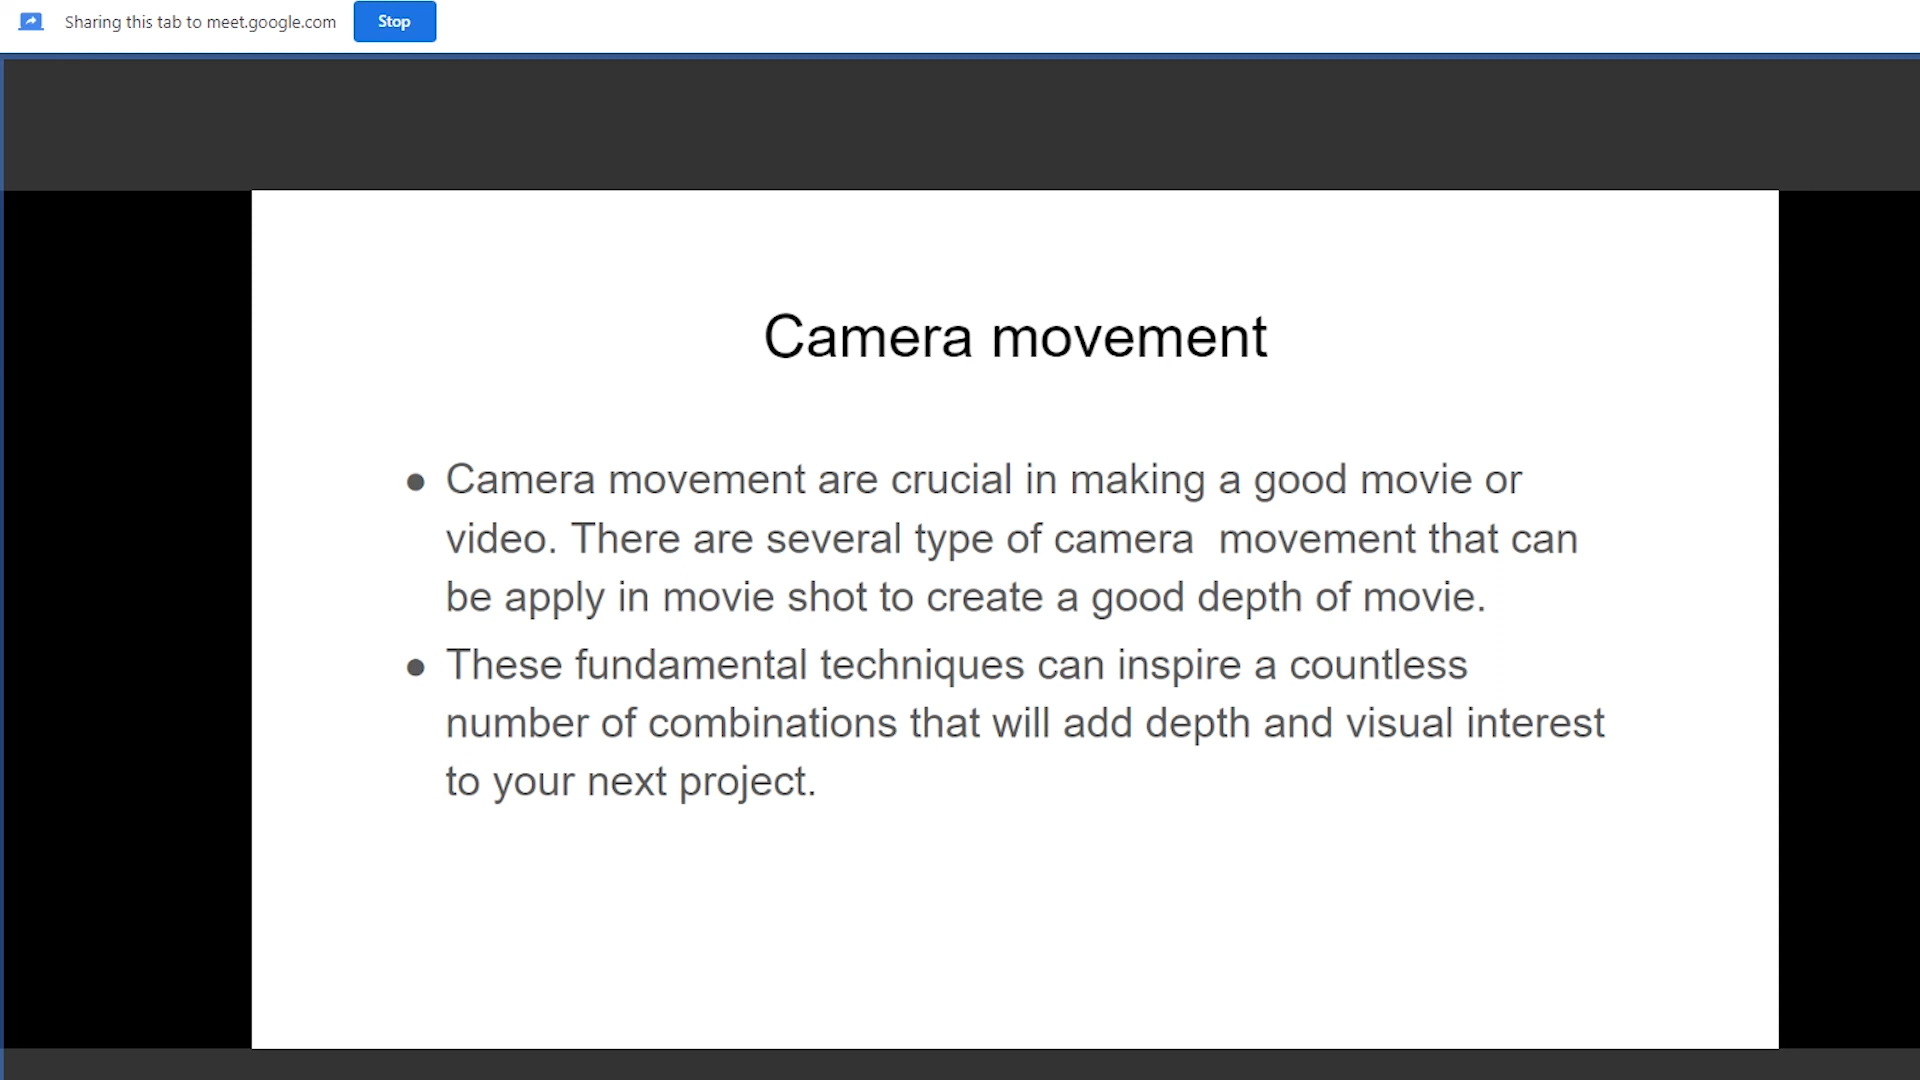 Sharing this tab to meet.google.com Stop
Camera movement
● Camera movement are crucial in making a good movie or
video. There are several type of camera  movement that can
be apply in movie shot to create a good depth of movie.
● These fundamental techniques can inspire a countless
number of combinations that will add depth and visual interest
to your next project.